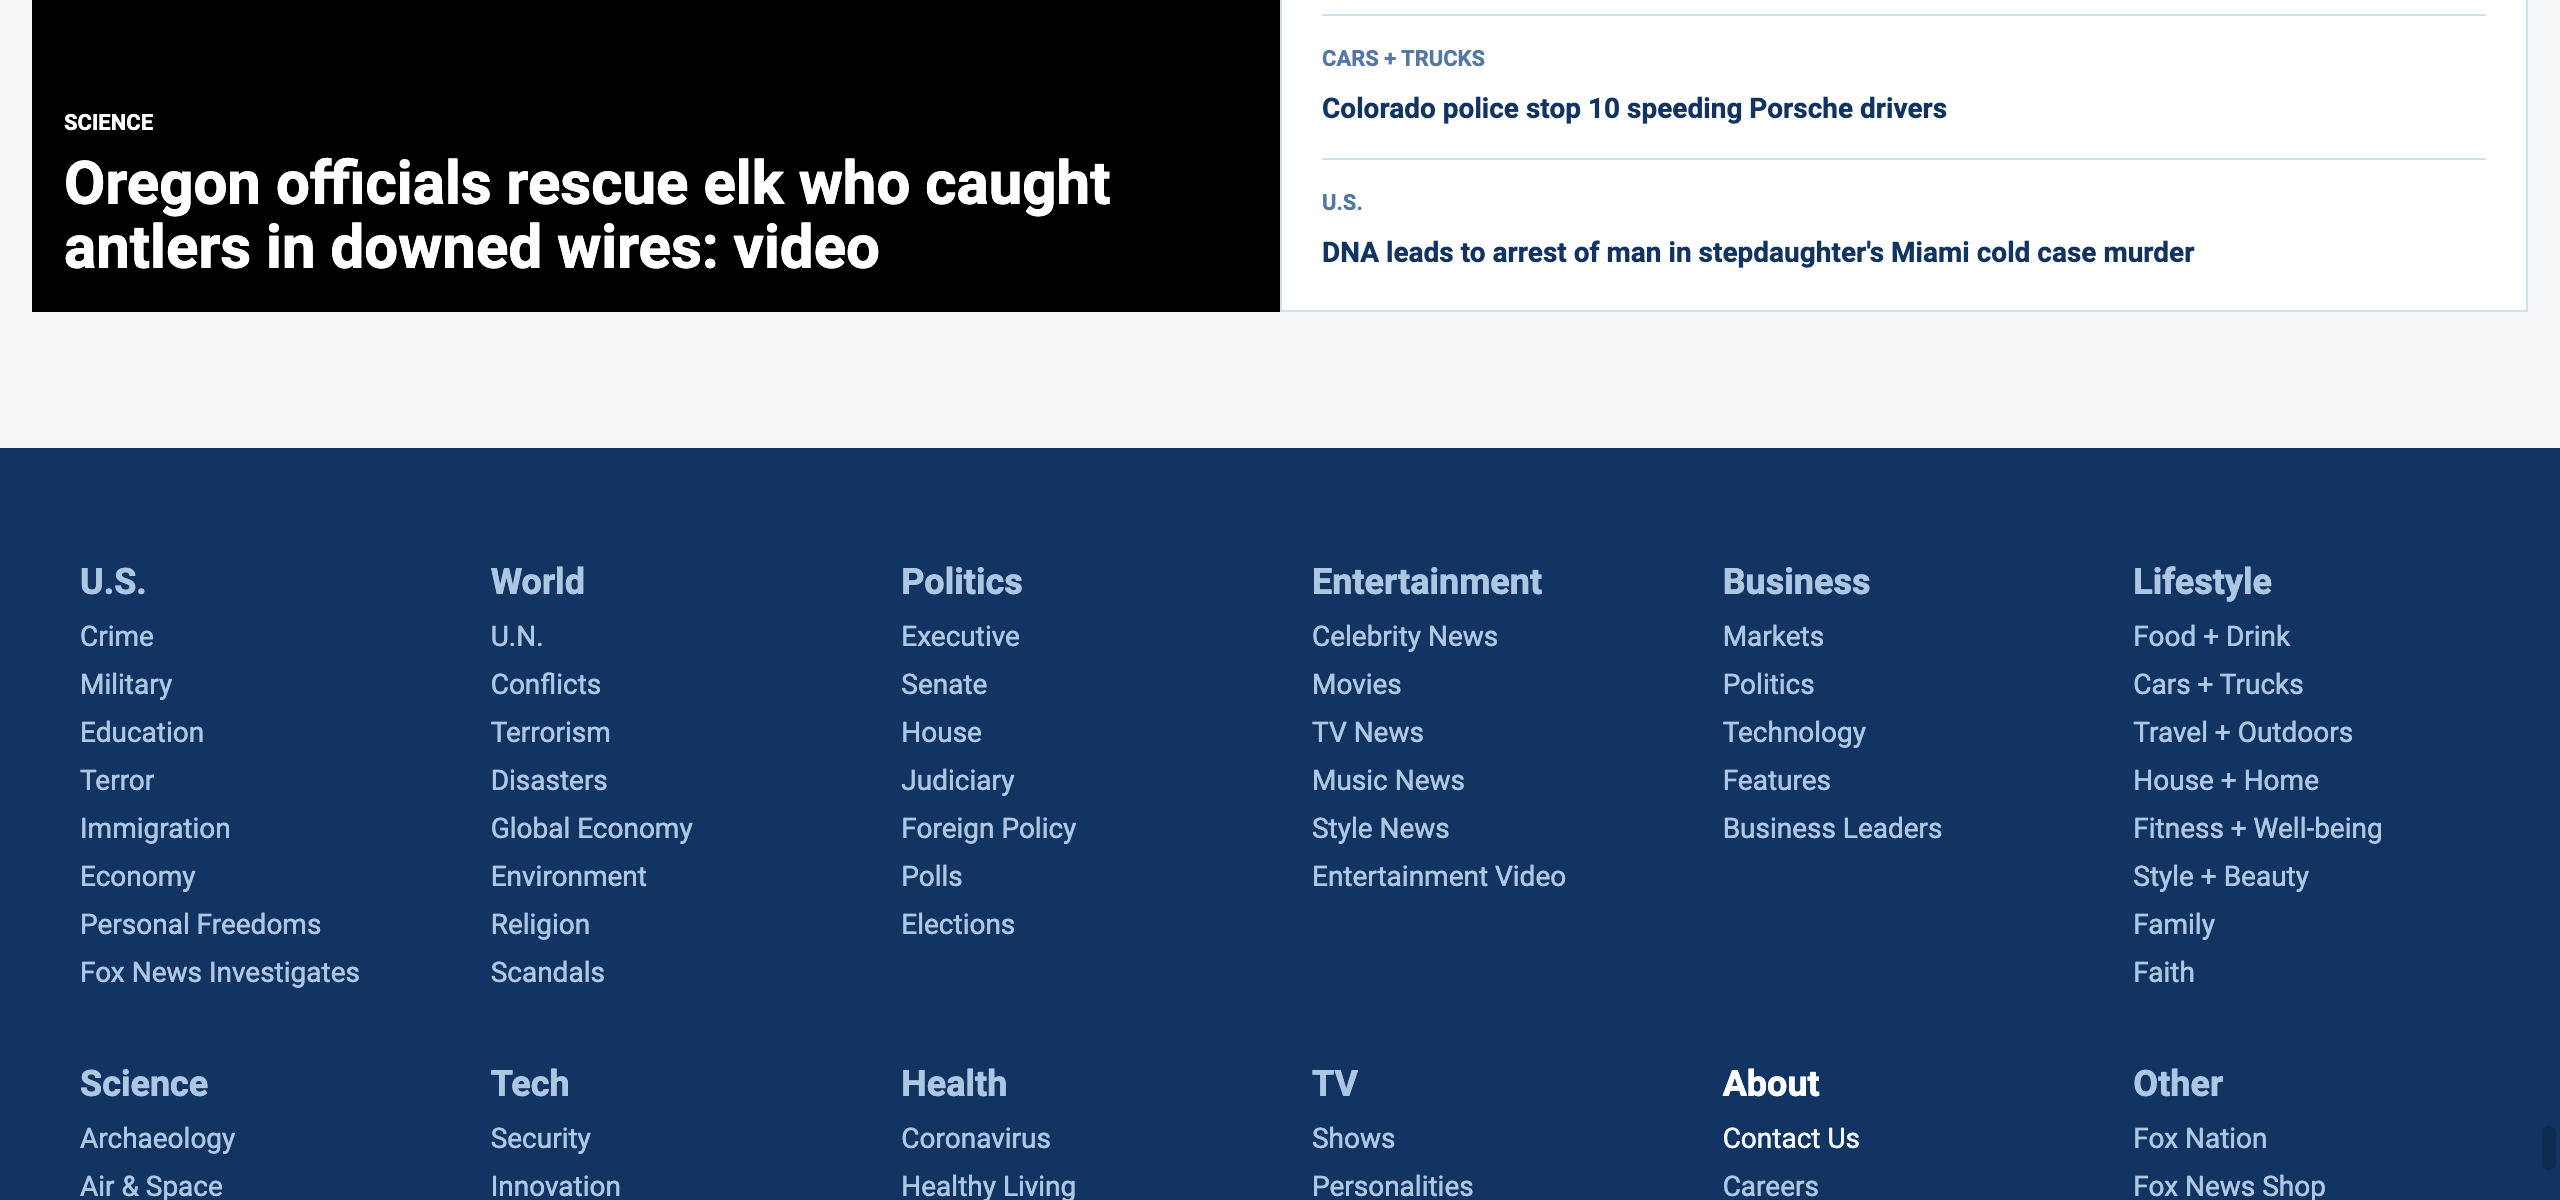 SCIENCE
Oregon officials rescue elk who caught
antlers in downed wires: video
CARS + TRUCKS
Colorado police stop 10 speeding Porsche drivers
U.S.
DNA leads to arrest of man in stepdaughter's Miami cold case murder
U.S.
Crime
Military
Education
Terror
Immigration
Economy
Personal Freedoms
Fox News Investigates
World
U.N.
Conflicts
Terrorism
Disasters
Global Economy
Environment
Religion
Scandals
Politics
Executive
Senate
House
Judiciary
Foreign Policy
Polls
Elections
Entertainment
Celebrity News
Movies
TV News
Music News
Style News
Entertainment Video
Business
Markets
Politics
Technology
Features
Business Leaders
Lifestyle
Food + Drink
Cars + Trucks
Travel + Outdoors
House + Home
Fitness + Well-being
Style + Beauty
Family
Faith
Science
Archaeology
Air & Space
Tech
Security
Innovation
Health
Coronavirus
Healthy Living
TV
Shows
Personalities
About
Contact Us
Careers
Other
Fox Nation
Fox News Shop